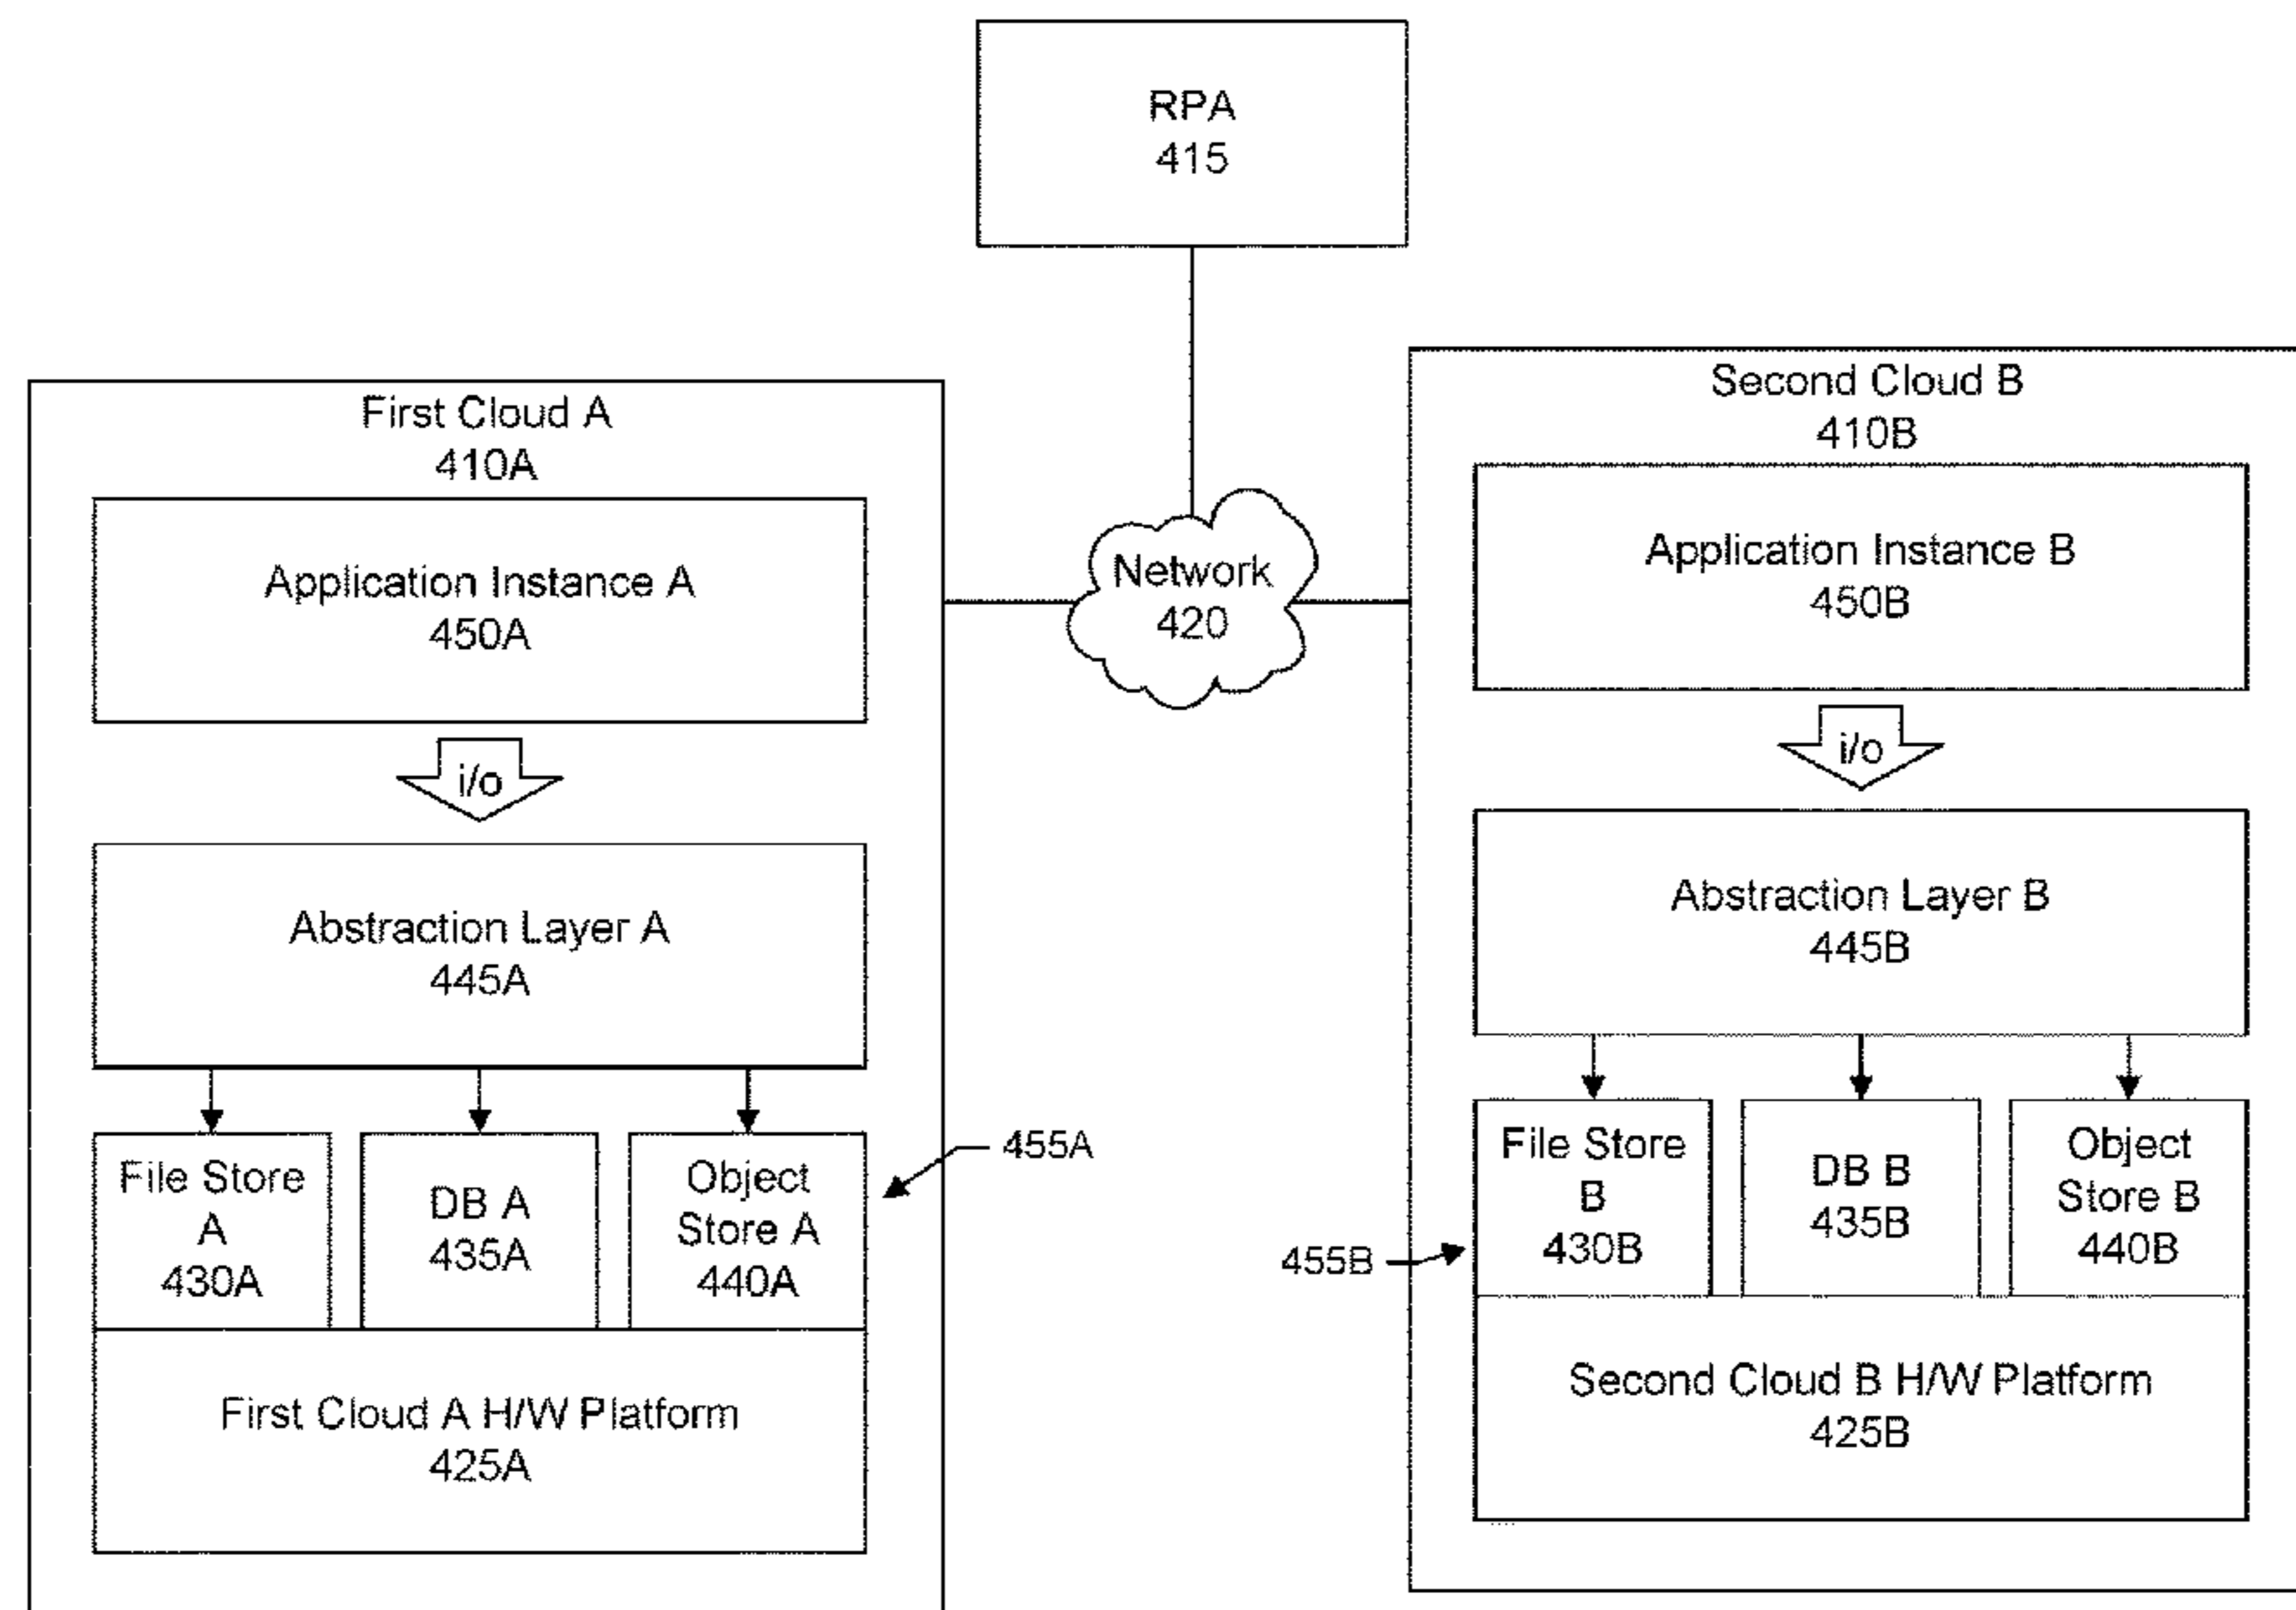 RPA
415
First Cloud A
410A
Application Instance A
450A
i/o
Abstraction Layer A
445A
File Store
A
430A
DB A
435A
Object
Store A
440A
455A
First Cloud A H/W Platform
425A
Network
420
Second Cloud B
410B
Application Instance B
450B
i/o
Abstraction Layer B
445B
455B
File Store
B
430B
DB B
435B
Object
Store B
440B
Second Cloud B H/W Platform
425B